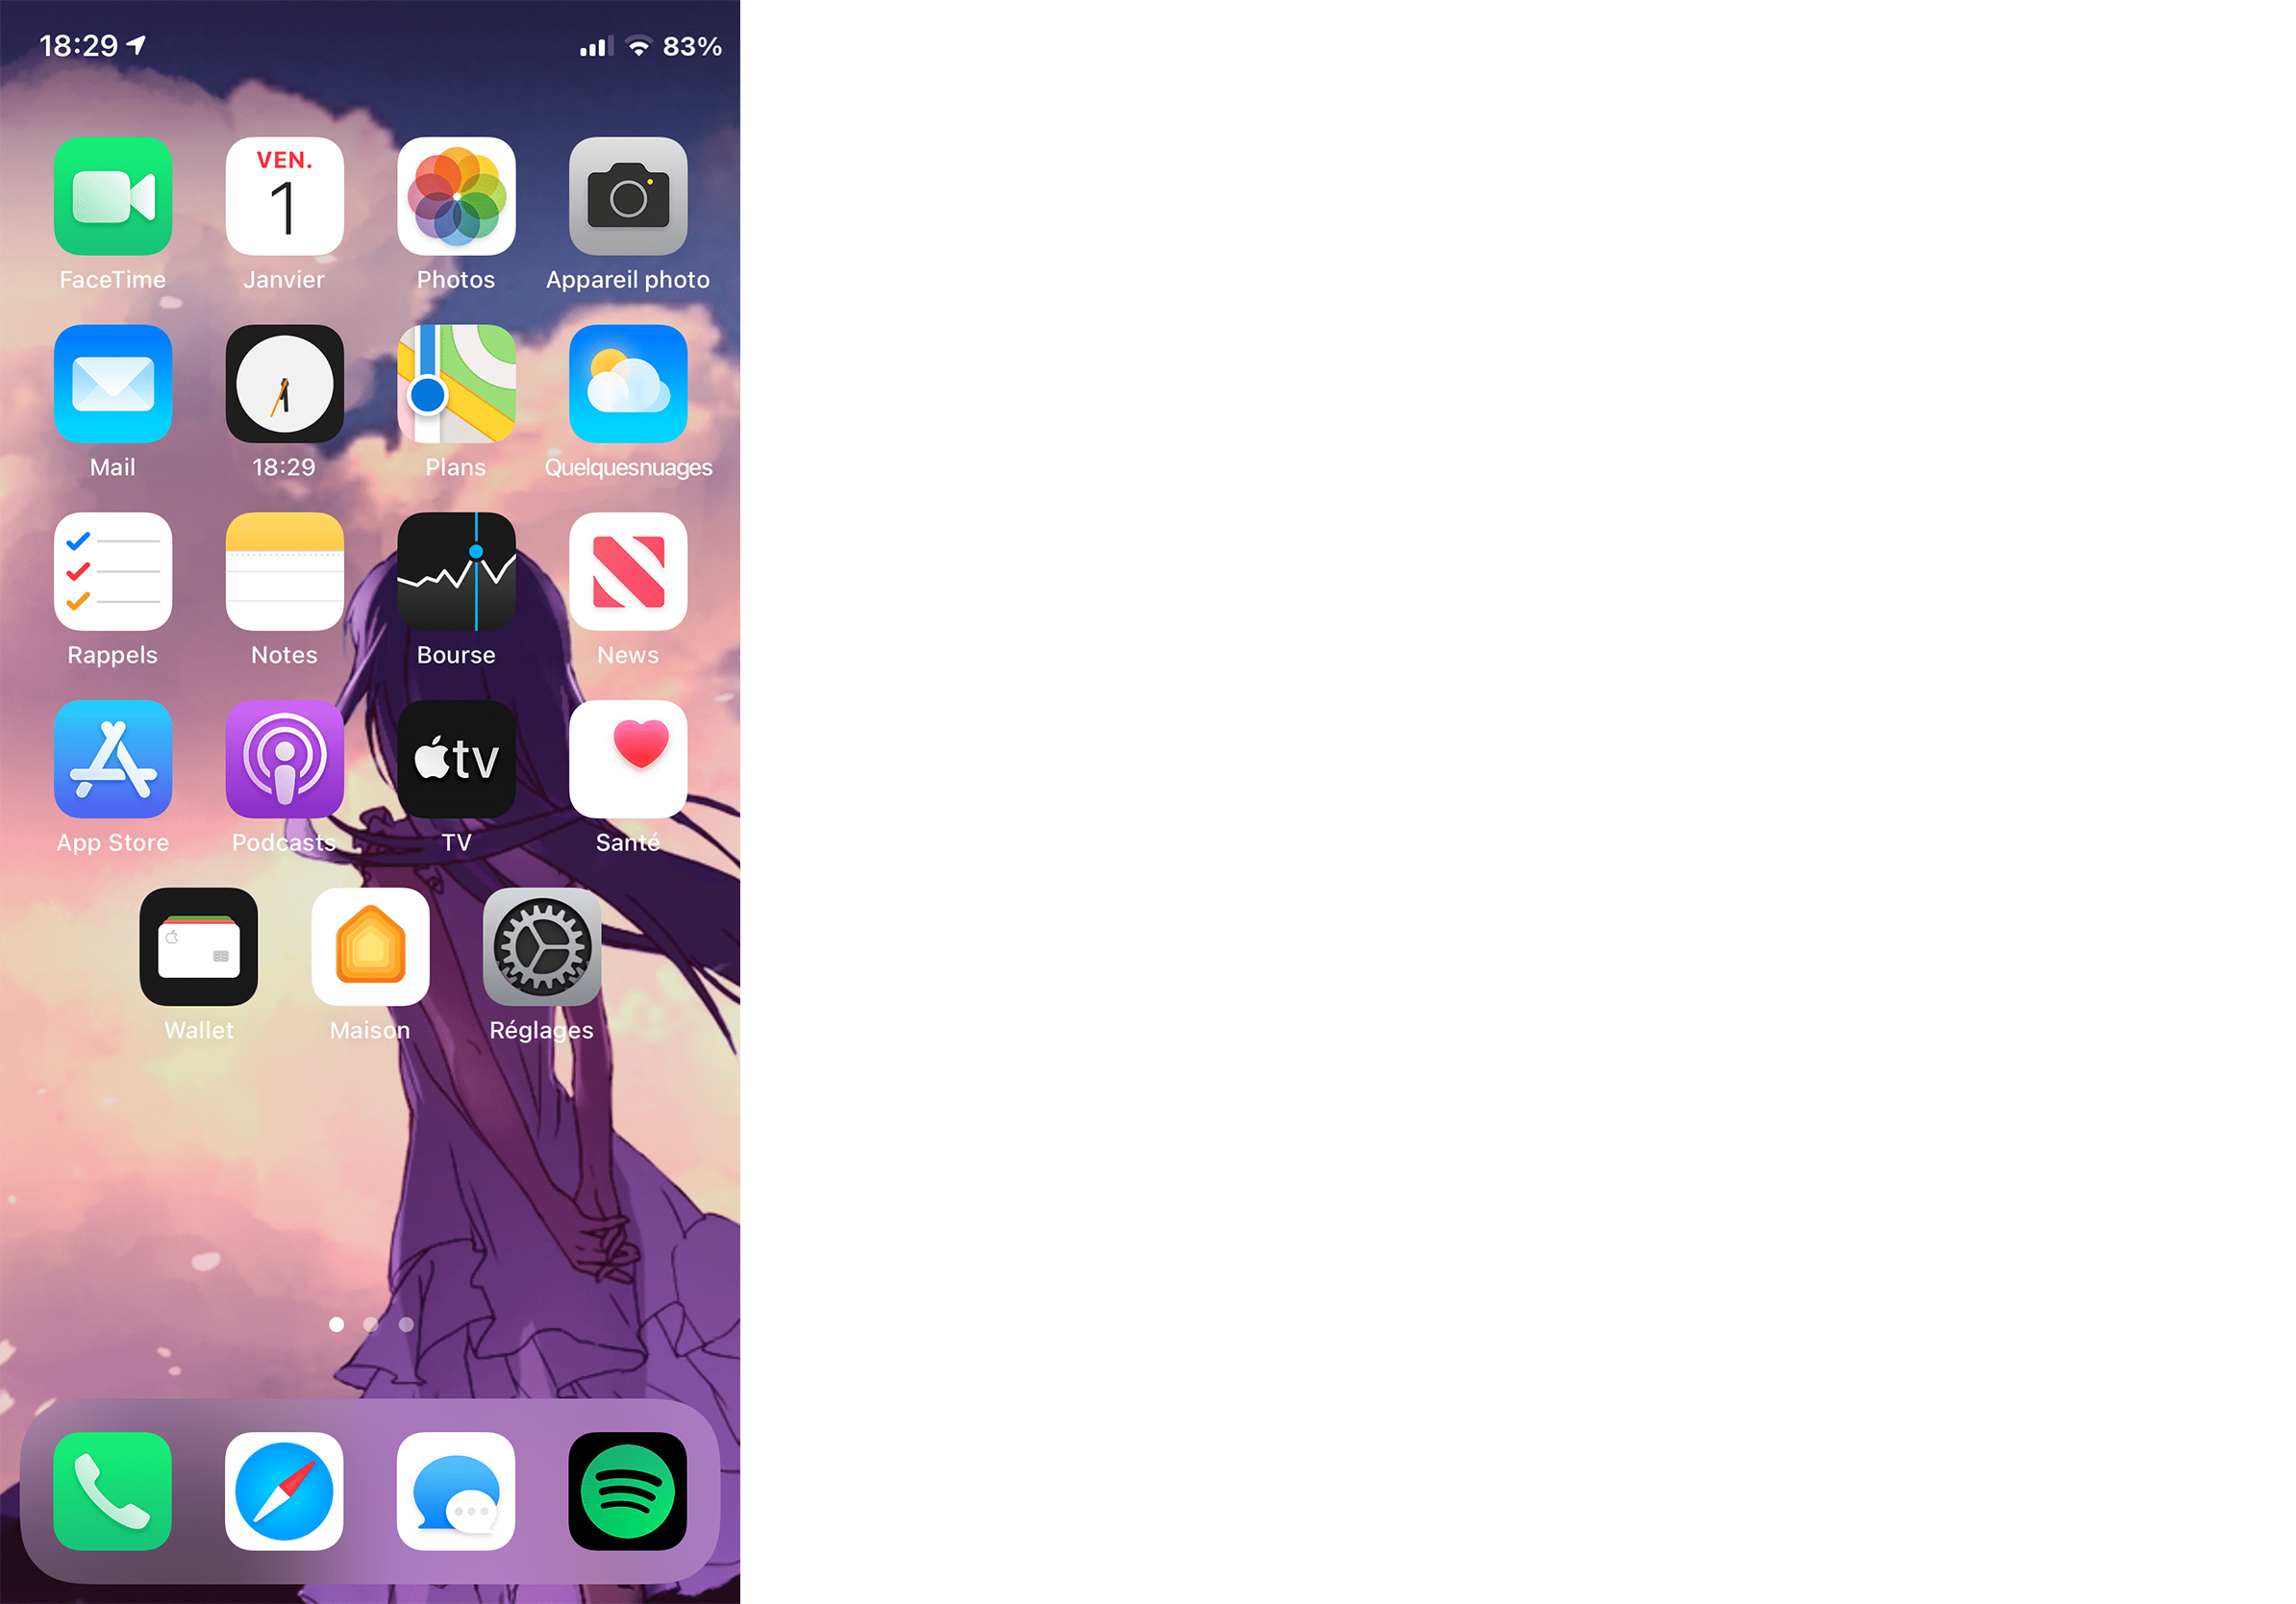 18:29 83%
VEN.
1
FaceTime Janvier Photos Appareil photo
Mail 18:29 Plans Quelquesnuages
Rappels Notes Bourse News
tv
App Store Podcasts TV Santé
Wallet Maison Réglages